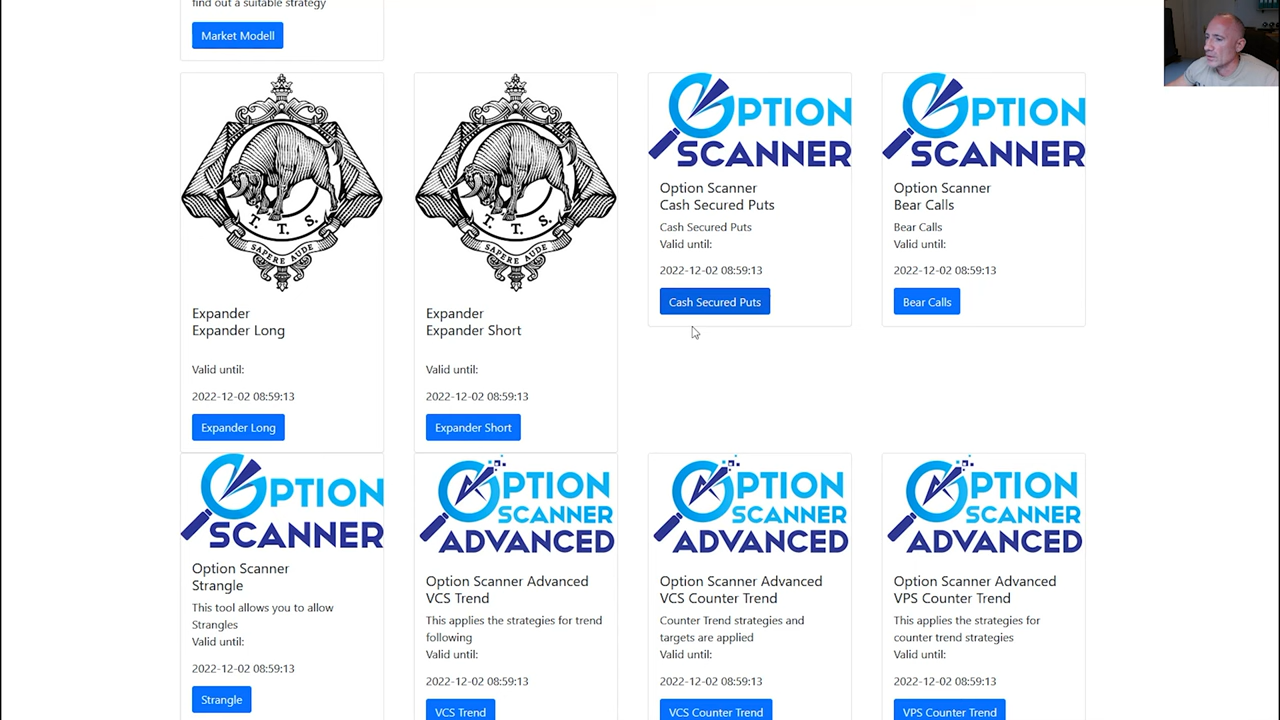 find out a suitable strategy
Market Modell
T. T. S.
SAPERE AUDE
Expander
Expander Long
Valid until:
2022-12-02 08:59:13
Expander Long
T. T. S.
SAPERE AUDE
Expander
Expander Short
Valid until:
2022-12-02 08:59:13
Expander Short
OPTION
SCANNER
Option Scanner
Cash Secured Puts
Cash Secured Puts
Valid until:
2022-12-02 08:59:13
Cash Secured Puts
OPTION
SCANNER
Option Scanner
Bear Calls
Bear Calls
Valid until:
2022-12-02 08:59:13
Bear Calls
OPTION
SCANNER
Option Scanner
Strangle
This tool allows you to allow
Strangles
Valid until:
2022-12-02 08:59:13
Strangle
OPTION
SCANNER
ADVANCED
Option Scanner Advanced
VCS Trend
This applies the strategies for trend
following
Valid until:
2022-12-02 08:59:13
VCS Trend
OPTION
SCANNER
ADVANCED
Option Scanner Advanced
VCS Counter Trend
Counter Trend strategies and
targets are applied
Valid until:
2022-12-02 08:59:13
VCS Counter Trend
OPTION
SCANNER
ADVANCED
Option Scanner Advanced
VPS Counter Trend
This applies the strategies for
counter trend strategies
Valid until:
2022-12-02 08:59:13
VPS Counter Trend